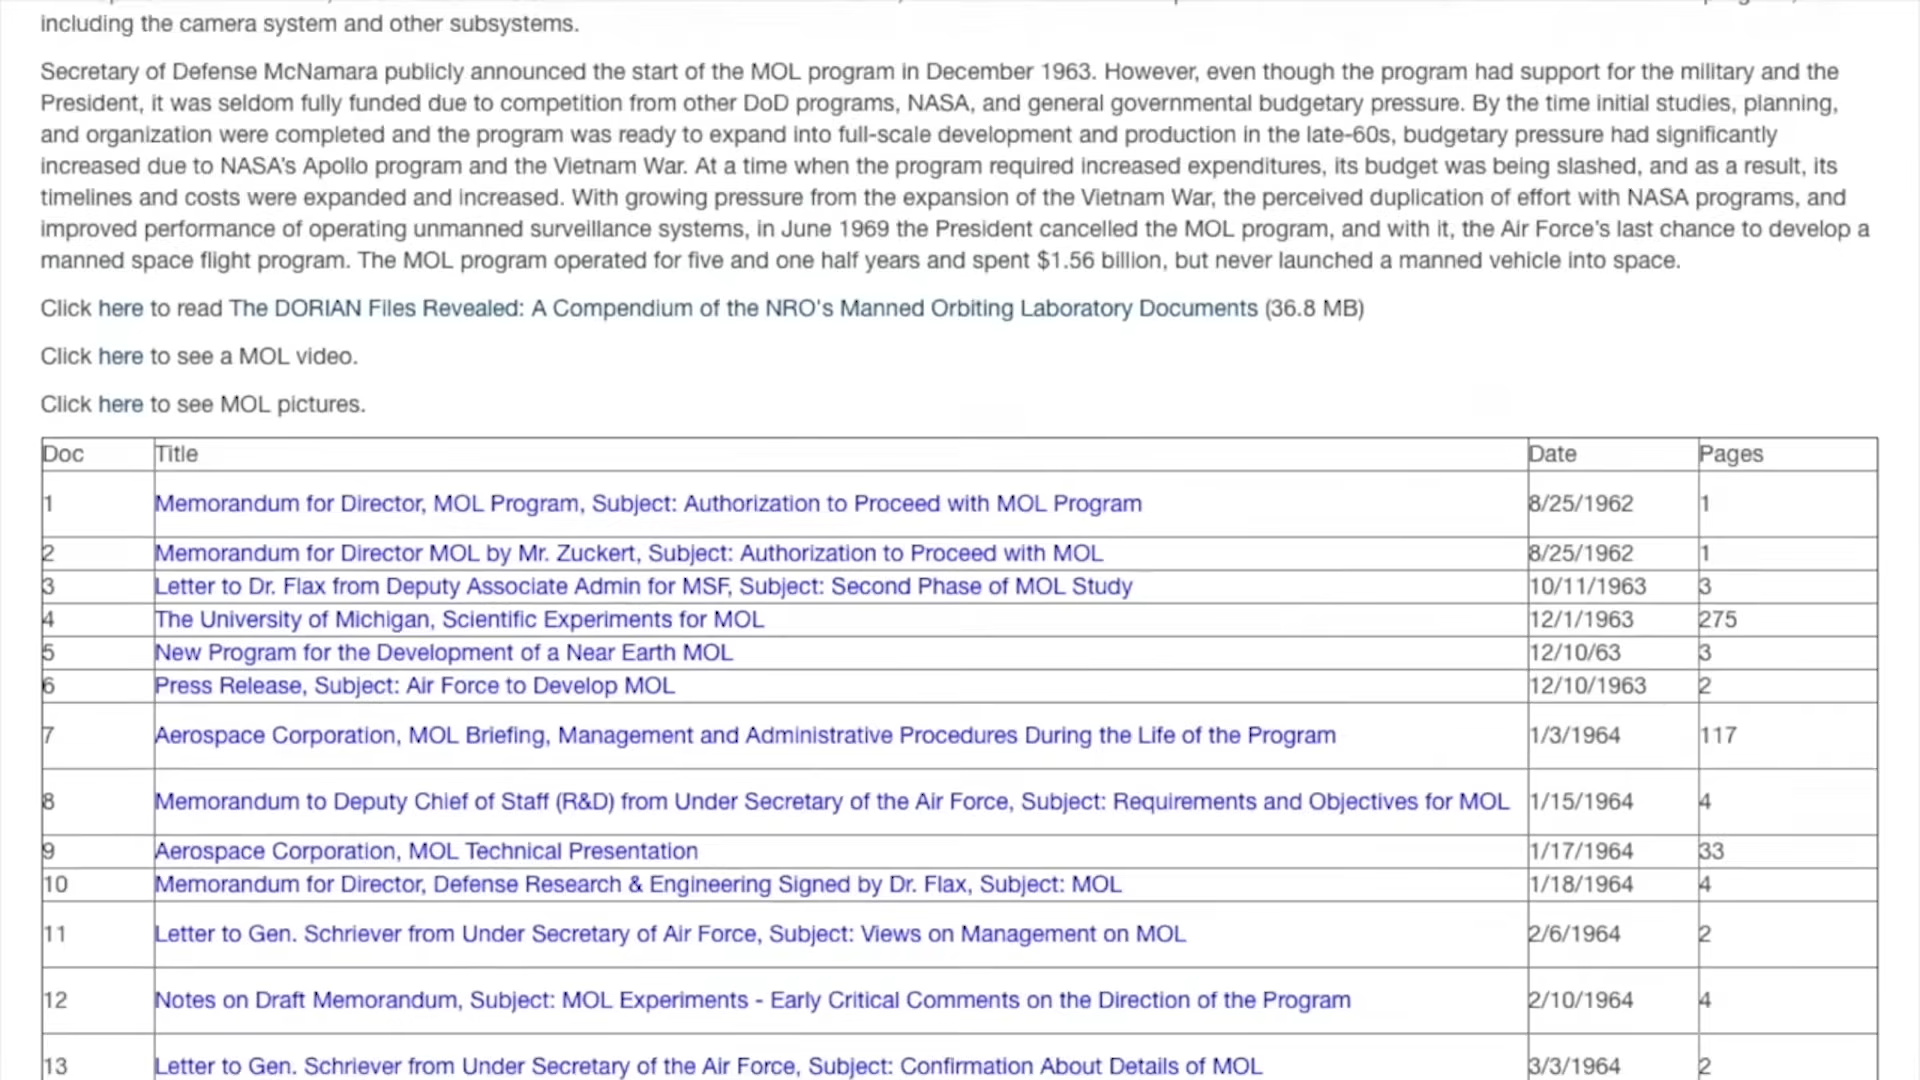 including the camera system and other subsystems.
Secretary of Defense McNamara publicly announced the start of the MOL program in December 1963. However, even though the program had support for the military and the
President, it was seldom fully funded due to competition from other DoD programs, NASA, and general governmental budgetary pressure. By the time initial studies, planning,
and organization were completed and the program was ready to expand into full-scale development and production in the late-60s, budgetary pressure had significantly
increased due to NASA's Apollo program and the Vietnam War. At a time when the program required increased expenditures, its budget was being slashed, and as a result, its
timelines and costs were expanded and increased. With growing pressure from the expansion of the Vietnam War, the perceived duplication of effort with NASA programs, and
improved performance of operating unmanned surveillance systems, in June 1969 the President cancelled the MOL program, and with it, the Air Force's last chance to develop a
manned space flight program. The MOL program operated for five and one half years and spent $1.56 billion, but never launched a manned vehicle into space.
Click here to read The DORIAN Files Revealed: A Compendium of the NRO's Manned Orbiting Laboratory Documents (36.8 MB)
Click here to see a MOL video.
Click here to see MOL pictures.
Doc Title Date Pages
1 Memorandum for Director, MOL Program, Subject: Authorization to Proceed with MOL Program 8/25/1962 1
2 Memorandum for Director MOL by Mr. Zuckert, Subject: Authorization to Proceed with MOL 8/25/1962 1
3 Letter to Dr. Flax from Deputy Associate Admin for MSF, Subject: Second Phase of MOL Study 10/11/1963 3
4 The University of Michigan, Scientific Experiments for MOL 12/1/1963 275
5 New Program for the Development of a Near Earth MOL 12/10/63 3
6 Press Release, Subject: Air Force to Develop MOL 12/10/1963 2
7 Aerospace Corporation, MOL Briefing, Management and Administrative Procedures During the Life of the Program 1/3/1964 117
8 Memorandum to Deputy Chief of Staff (R&D) from Under Secretary of the Air Force, Subject: Requirements and Objectives for MOL 1/15/1964 4
9 Aerospace Corporation, MOL Technical Presentation 1/17/1964 33
10 Memorandum for Director, Defense Research & Engineering Signed by Dr. Flax, Subject: MOL 1/18/1964 4
11 Letter to Gen. Schriever from Under Secretary of Air Force, Subject: Views on Management on MOL 2/6/1964 2
12 Notes on Draft Memorandum, Subject: MOL Experiments - Early Critical Comments on the Direction of the Program 2/10/1964 4
13 Letter to Gen. Schriever from Under Secretary of the Air Force, Subject: Confirmation About Details of MOL 3/3/1964 2